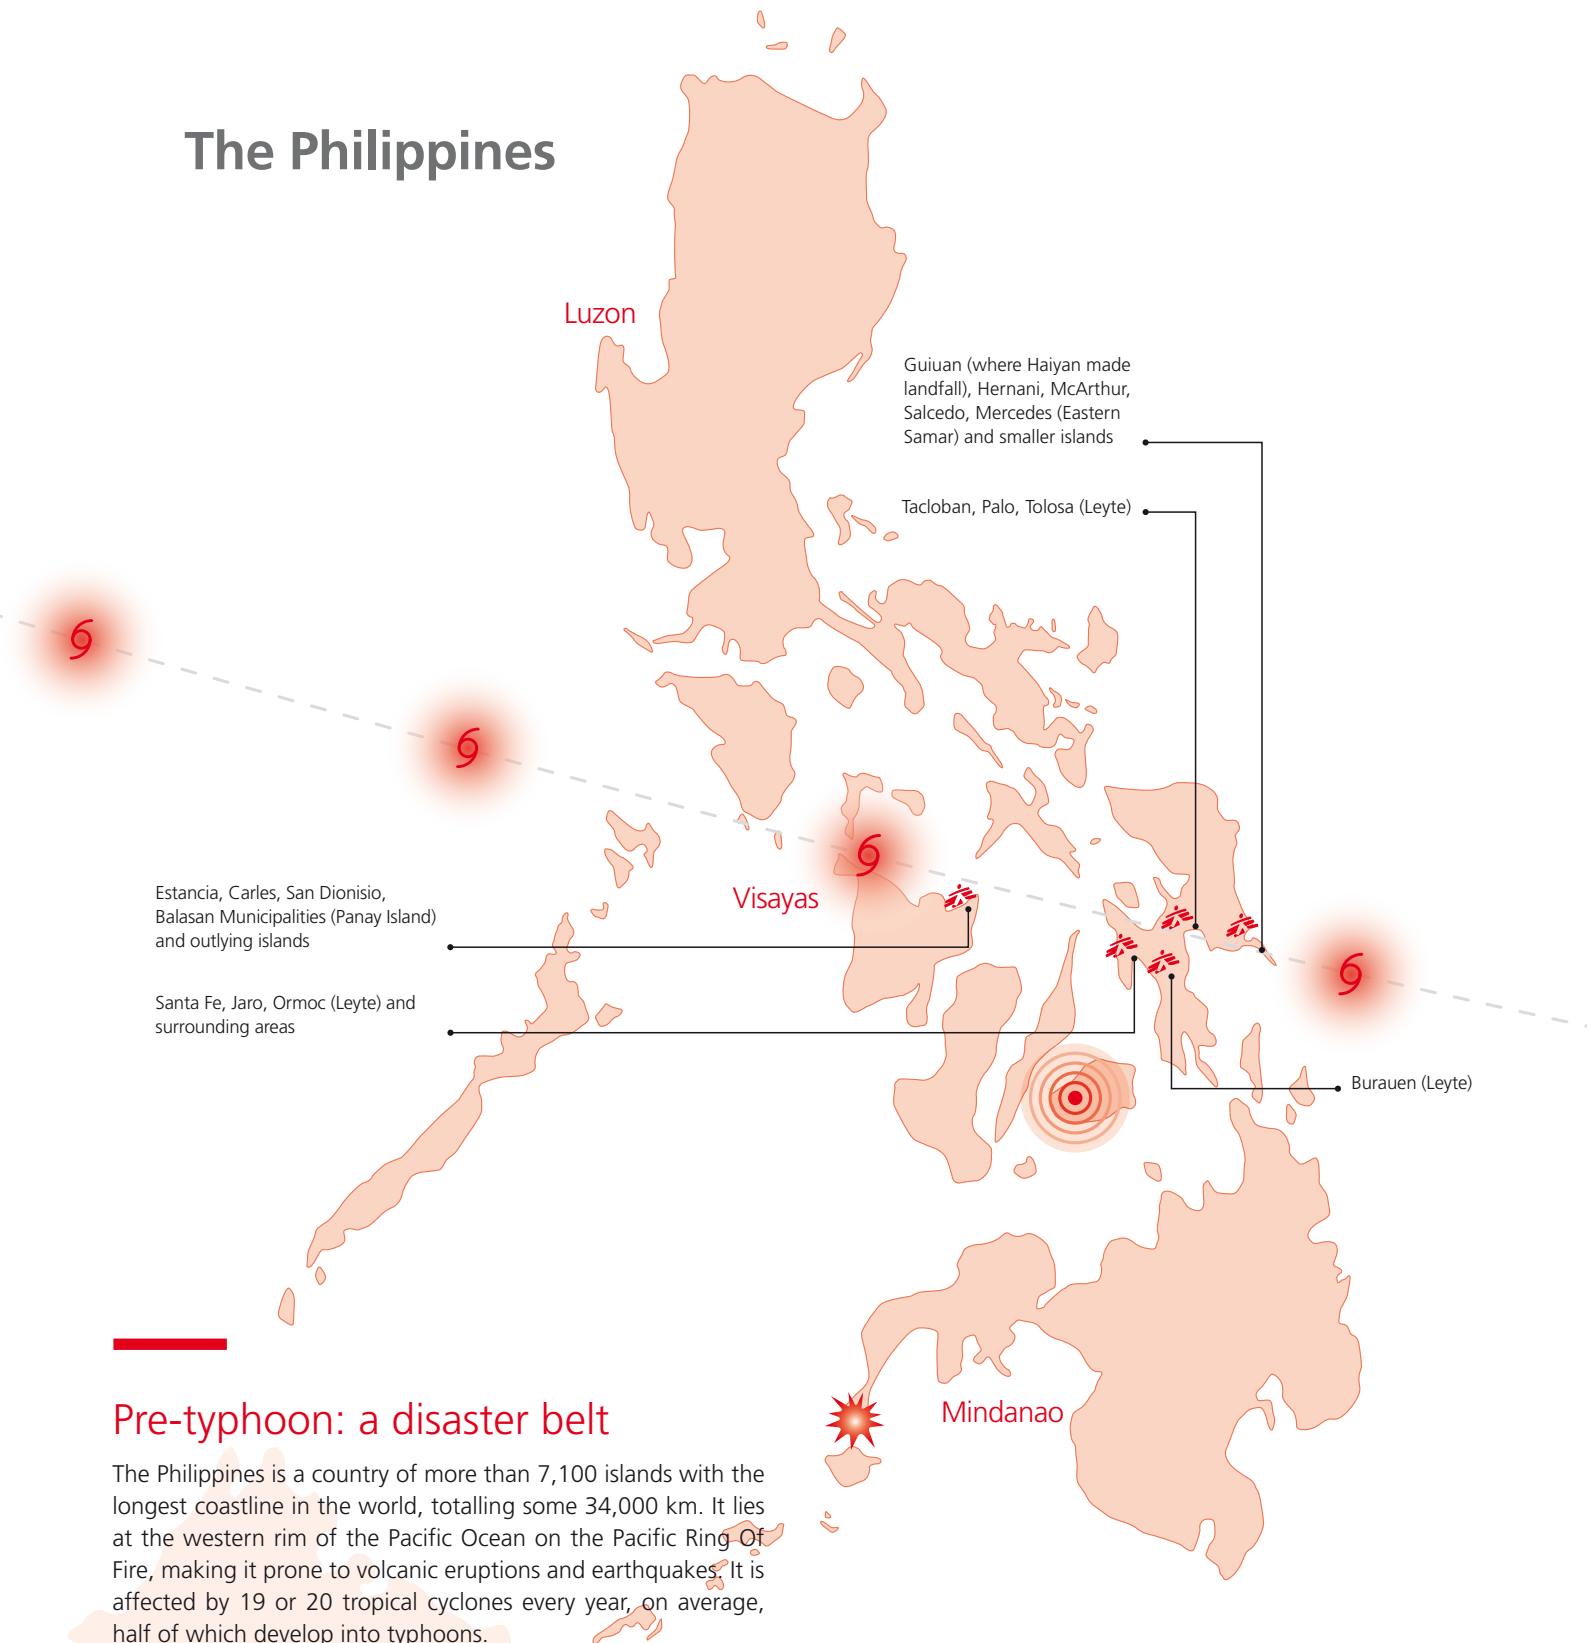 The Philippines
Luzon
Guiuan (where Haiyan made
landfall), Hernani, McArthur,
Salcedo, Mercedes (Eastern
Samar) and smaller islands
Tacloban, Palo, Tolosa (Leyte)
Estancia, Carles, San Dionisio,
Balasan Municipalities (Panay Island)
and outlying islands
Visayas
Santa Fe, Jaro, Ormoc (Leyte) and
surrounding areas
Burauen (Leyte)
Mindanao
Pre-typhoon: a disaster belt
The Philippines is a country of more than 7,100 islands with the
longest coastline in the world, totalling some 34,000 km. It lies
at the western rim of the Pacific Ocean on the Pacific Ring Of
Fire, making it prone to volcanic eruptions and earthquakes. It is
affected by 19 or 20 tropical cyclones every year, on average,
half of which develop into typhoons.